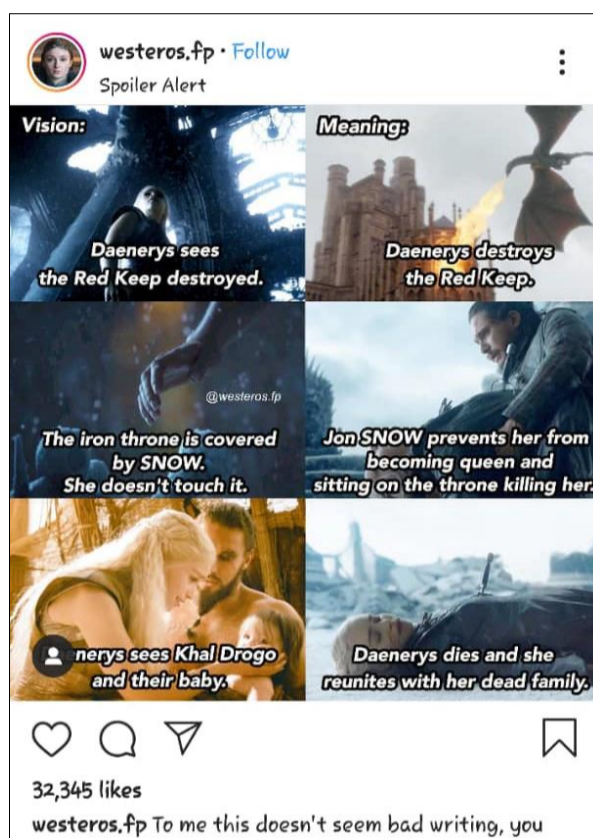 westeros.fp • Follow
Spoiler Alert
Vision:
Meaning:
Daenerys sees
the Red Keep destroyed.
Daenerys destroys
the Red Keep.
@westeros.fp
The iron throne is covered
by SNOW.
She doesn't touch it.
Jon SNOW prevents her from
becoming queen and
sitting on the throne killing her.
nerys sees Khal Drogo
and their baby.
Daenerys dies and she
reunites with her dead family.
32,345 likes
westeros.fp To me this doesn't seem bad writing, you